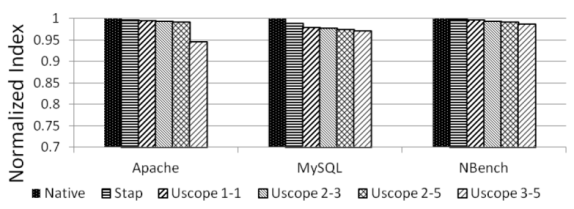 Normalized Index
1
0.95
0.9
0.85
0.8
0.75
0.7
Apache MySQL NBench
Native Stap Uscope 1-1 Uscope 2-3 Uscope 2-5 Uscope 3-5